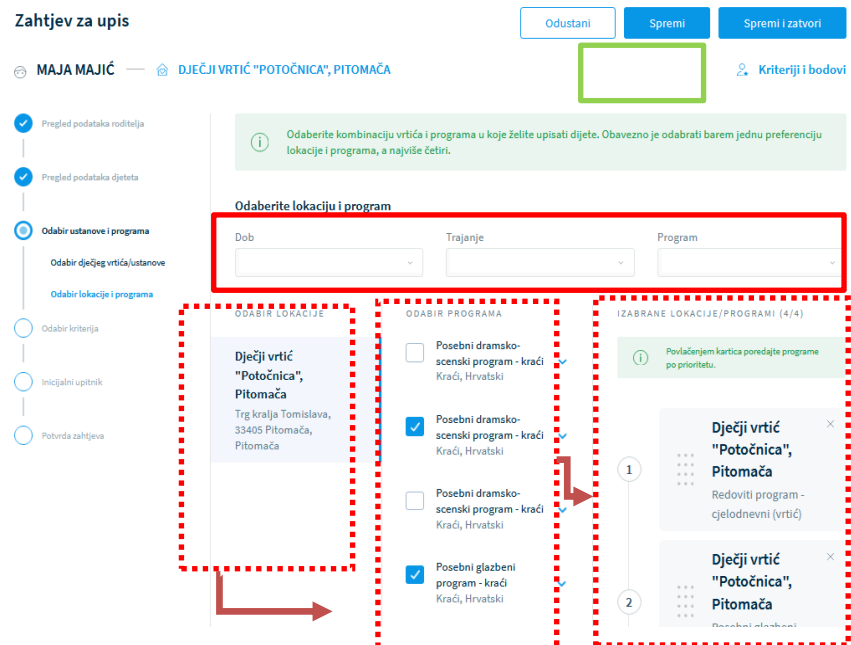 Zahtjev za upis
Odustani
Spremi
Spremi i zatvori
MAJA MAJIĆ
DJEČJI VRTIĆ "POTOČNICA", PITOMAČA
Kriteriji i bodovi
Pregled podataka roditelja
Pregled podataka djeteta
Odabir ustanove i programa
Odabir dječjeg vrtića/ustanove
Odabir lokacije i programa
Odabir kriterija
Inicijalni upitnik
Potvrda zahtjeva
Odaberite kombinaciju vrtića i programa u koje želite upisati dijete. Obavezno je odabrati barem jednu preferenciju
lokacije i programa, a najviše četiri.
Odaberite lokaciju i program
Dob
Trajanje
Program
ODABIR LOKACIJE
Dječji vrtić
"Potočnica",
Pitomača
Trg kralja Tomislava,
33405 Pitomača,
Pitomača
ODABIR PROGRAMA
Posebni dramsko-
scenski program - kraći
Kraći, Hrvatski
Posebni dramsko-
scenski program - kraći
Kraći, Hrvatski
Posebni dramsko-
scenski program - kraći
Kraći, Hrvatski
Posebni glazbeni
program - kraći
Kraći, Hrvatski
IZABRANE LOKACIJE/PROGRAMI (4/4)
Povlačenjem kartica poredajte programe
po prioritetu.
1
Dječji vrtić
"Potočnica",
Pitomača
Redoviti program -
cjelodnevni (vrtić)
2
Dječji vrtić
"Potočnica",
Pitomača
Posebni glazbeni